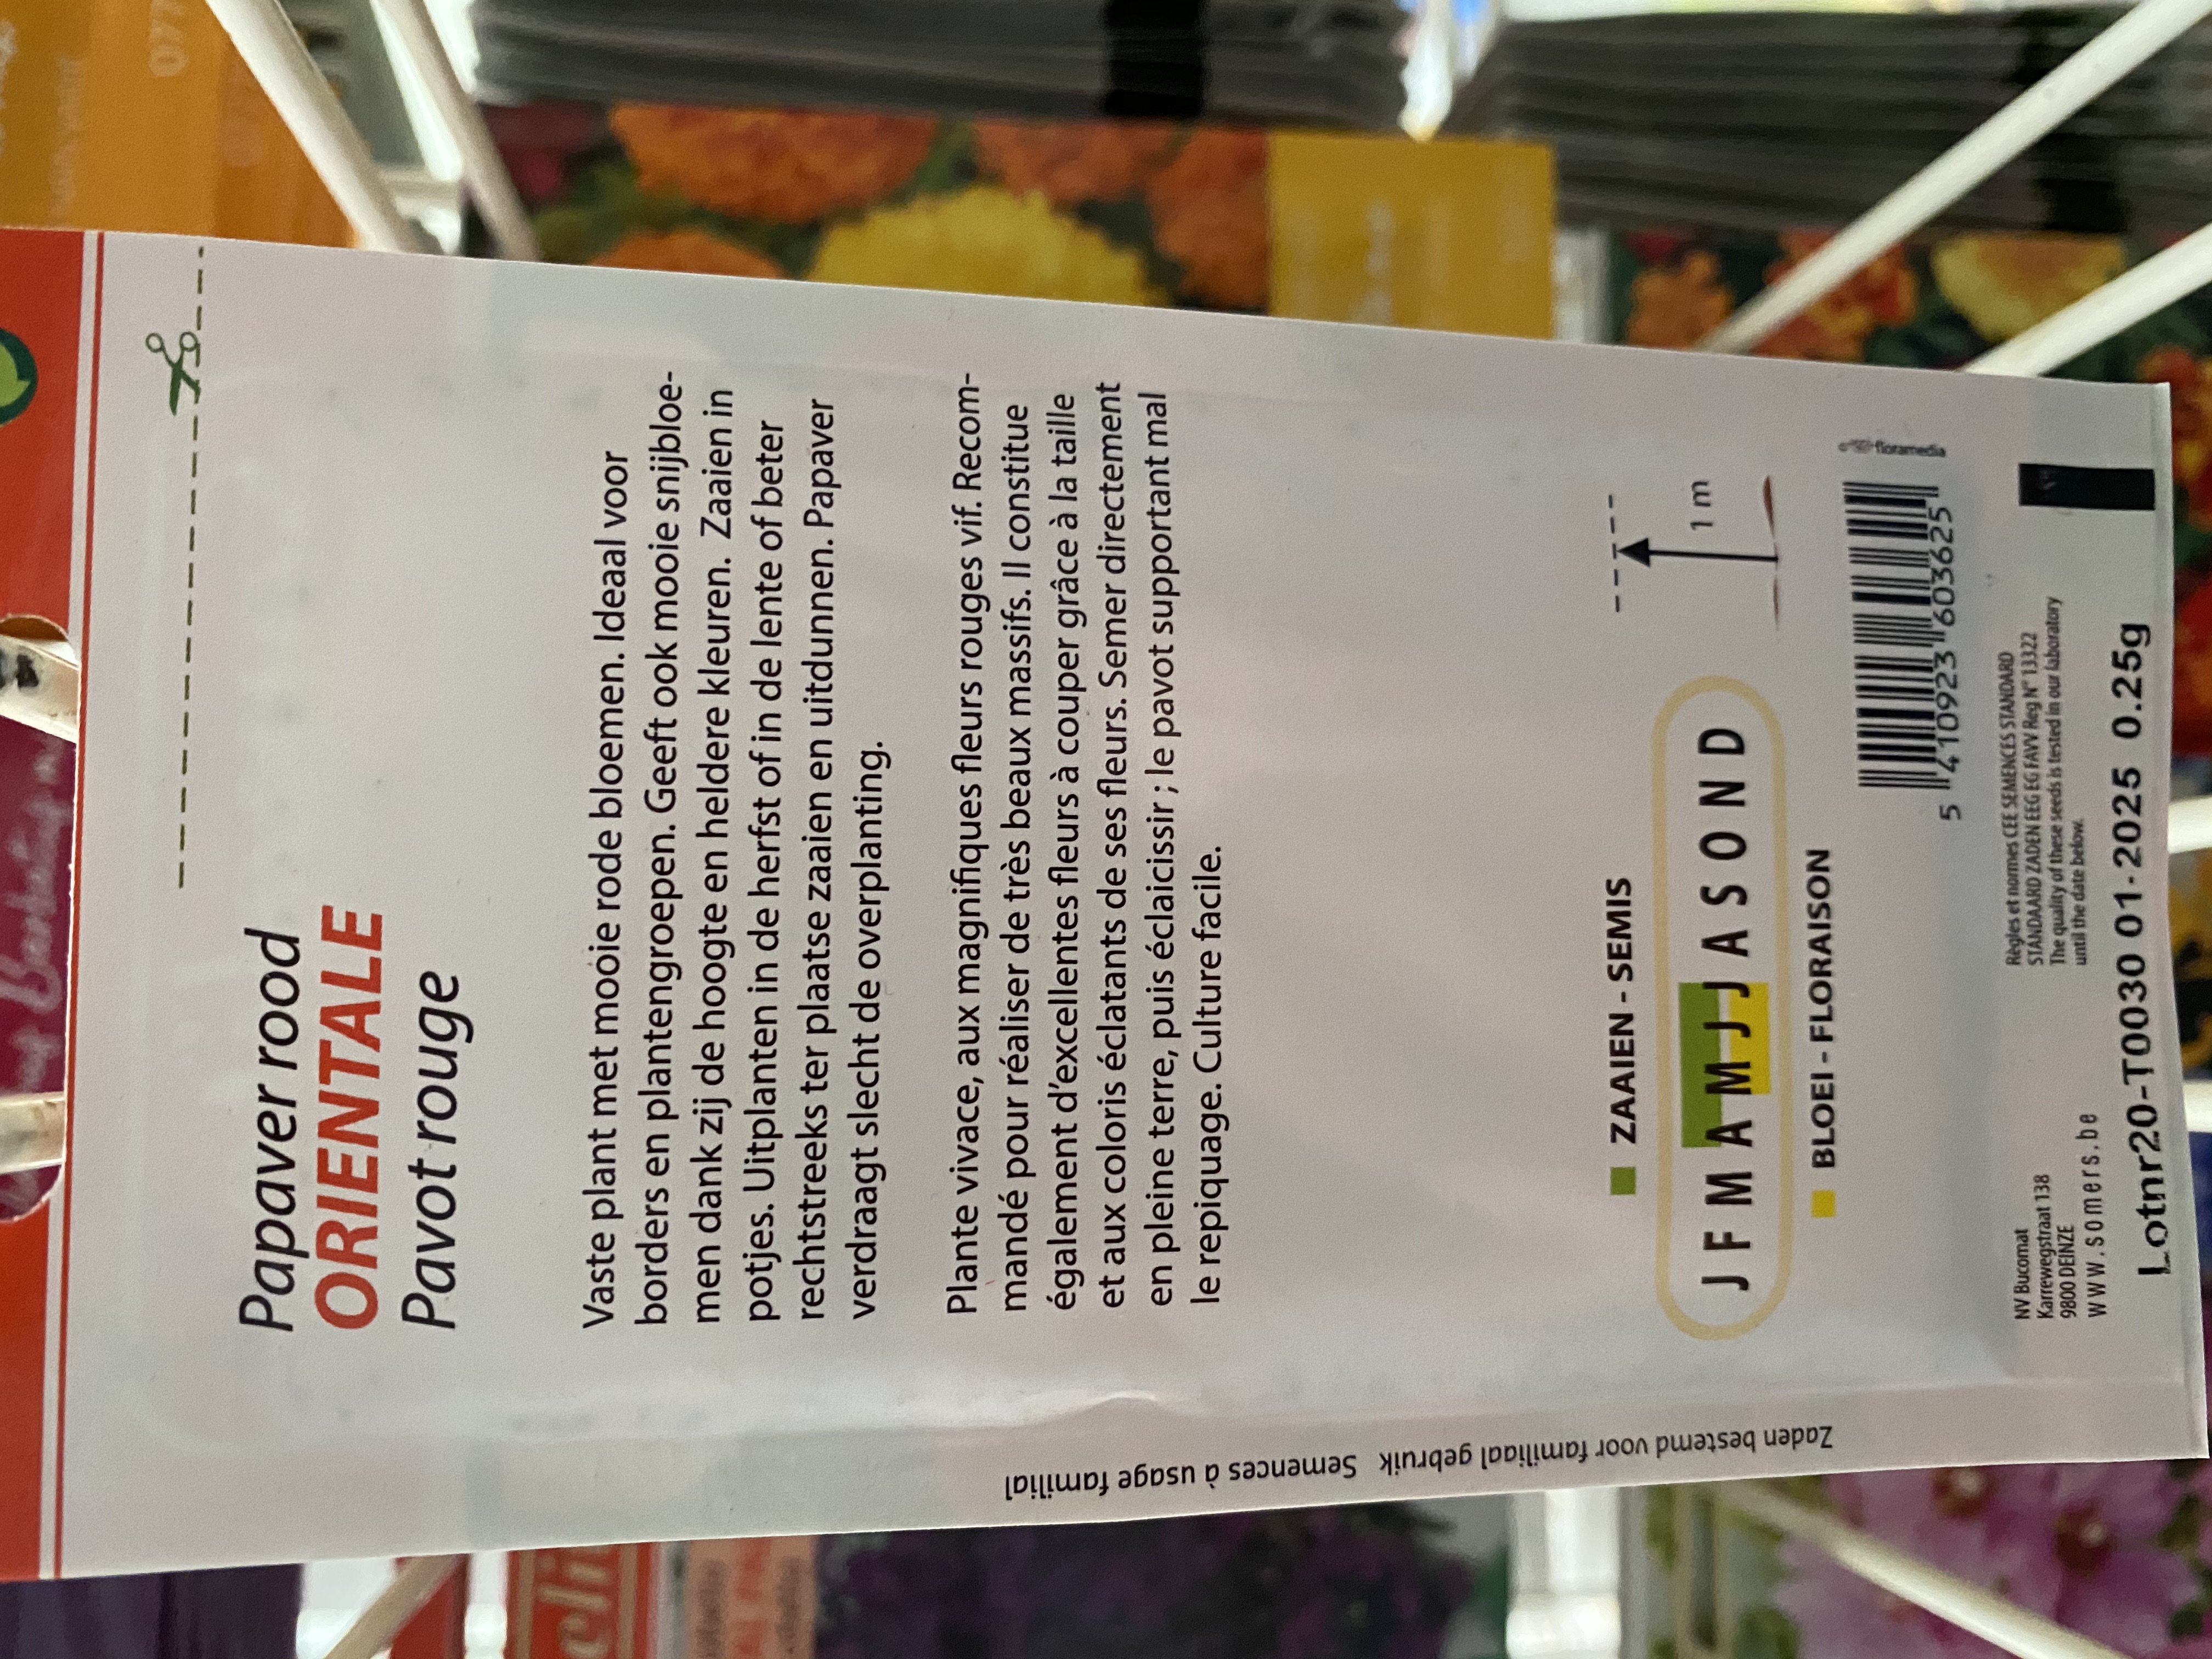 Papaver rood
ORIENTALE
Pavot rouge
Vaste plant met mooie rode bloemen. Ideaal voor
borders en plantengroepen. Geeft ook mooie snijbloe-
men dank zij de hoogte en heldere kleuren. Zaaien in
potjes. Uitplanten in de herfst of in de lente of beter
rechtstreeks ter plaatse zaaien en uitdunnen. Papaver
verdraagt slecht de overplanting.
Plante vivace, aux magnifiques fleurs rouges vif. Recom-
mandé pour réaliser de très beaux massifs. Il constitue
également d'excellentes fleurs à couper grâce à la taille
et aux coloris éclatants de ses fleurs. Semer directement
en pleine terre, puis éclaicissir ; le pavot supportant mal
le repiquage. Culture facile.
ZAAIEN - SEMIS
J F M A M J J A S O N D
BLOEI - FLORAISON
1 m
floramedia
5 410923 603625
NV Bucomat
Karrewegstraat 138
9800 DEINZE
www.somers.be
Règles et normes CEE SEMENCES STANDARD
STANDAARD ZADEN EEG EEG FAVV Reg N° 13322
The quality of these seeds is tested in our laboratory
until the date below.
Lotnr20-T0030 01-2025 0.25g
Zaden bestemd voor familiaal gebruik Semences à usage familial